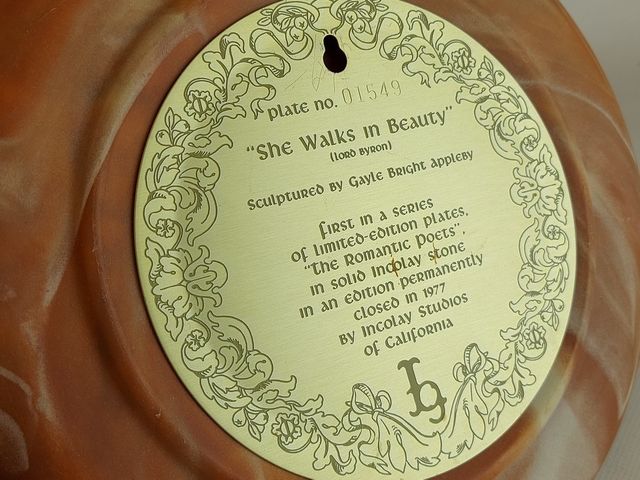 plate no. 01549
"She Walks in Beauty"
(Lord Byron)
Sculptured by Gayle Bright Appleby
First in a series
of limited-edition plates,
"The Romantic Poets",
in solid Incolay stone
in an edition permanently
closed in 1977
by Incolay Studios
of California